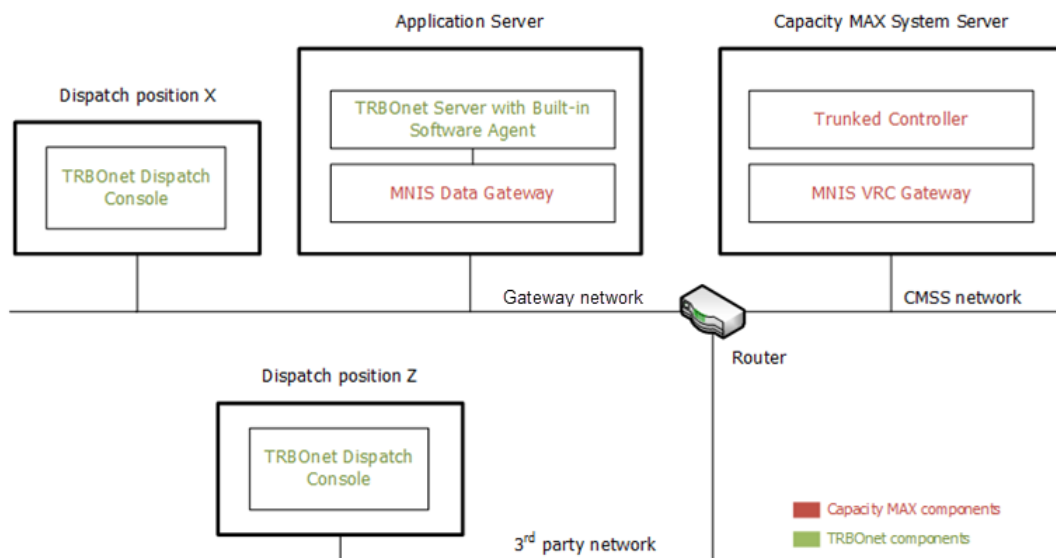 Application Server
Capacity MAX System Server
Dispatch position X
TRBOnet Server with Built-in
Software Agent
Trunked Controller
TRBOnet Dispatch
Console
MNIS Data Gateway
MNIS VRC Gateway
Gateway network
CMSS network
Router
Dispatch position Z
TRBOnet Dispatch
Console
Capacity MAX components
TRBOnet components
3rd party network